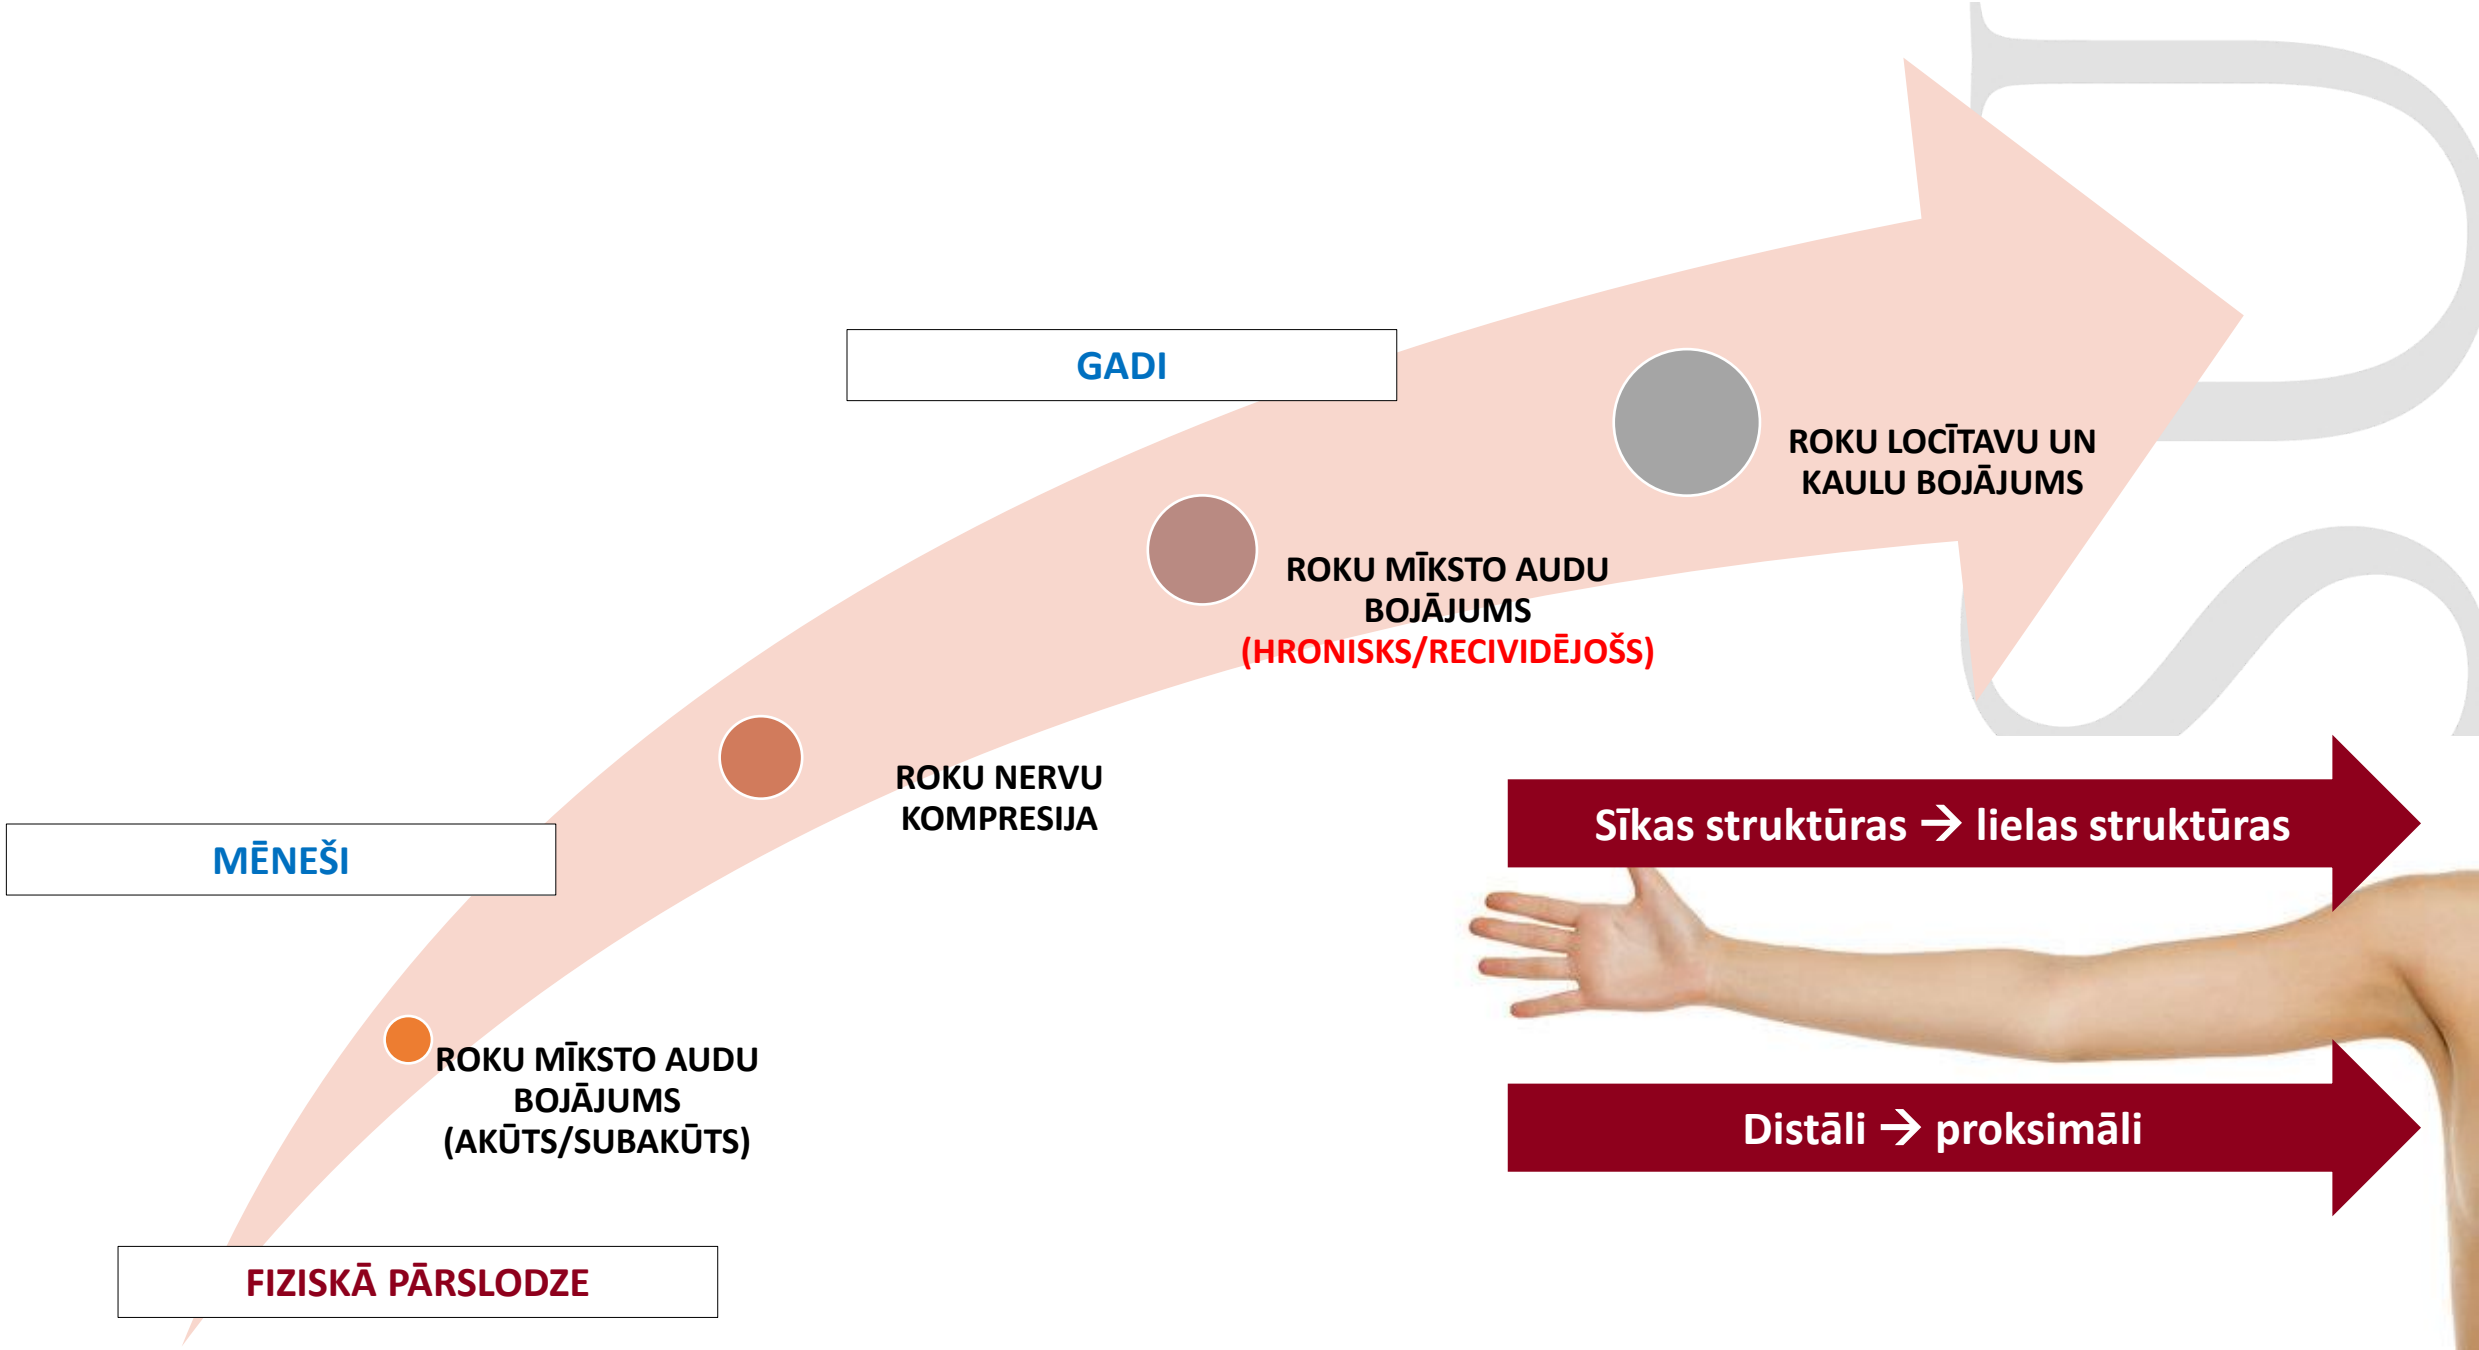 GADI
ROKU LOCĪTAVU UN
KAULU BOJĀJUMS
ROKU MĪKSTO AUDU
BOJĀJUMS
(HRONISKS/RECIVIDĒJOŠS)
ROKU NERVU
KOMPRESIJA
MĒNEŠI
ROKU MĪKSTO AUDU
BOJĀJUMS
(AKŪTS/SUBAKŪTS)
FIZISKĀ PĀRSLODZE
Sīkas struktūras → lielas struktūras
Distāli → proksimāli